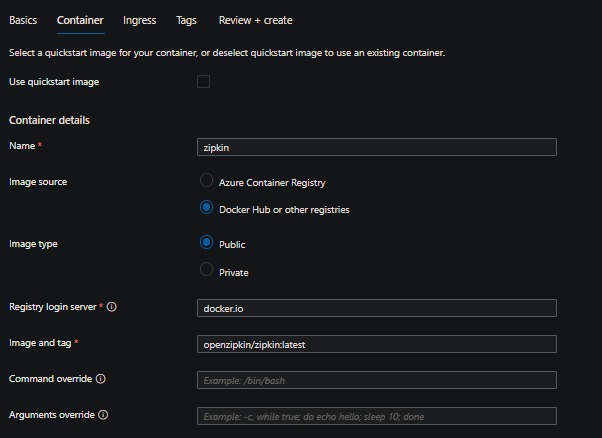 Basics Container Ingress Tags Review + create
Select a quickstart image for your container, or deselect quickstart image to use an existing container.
Use quickstart image
Container details
Name * zipkin
Image source Azure Container Registry
Docker Hub or other registries
Image type Public
Private
Registry login server * docker.io
Image and tag * openzipkin/zipkin:latest
Command override Example: /bin/bash
Arguments override Example: -c, while true; do echo hello; sleep 10; done